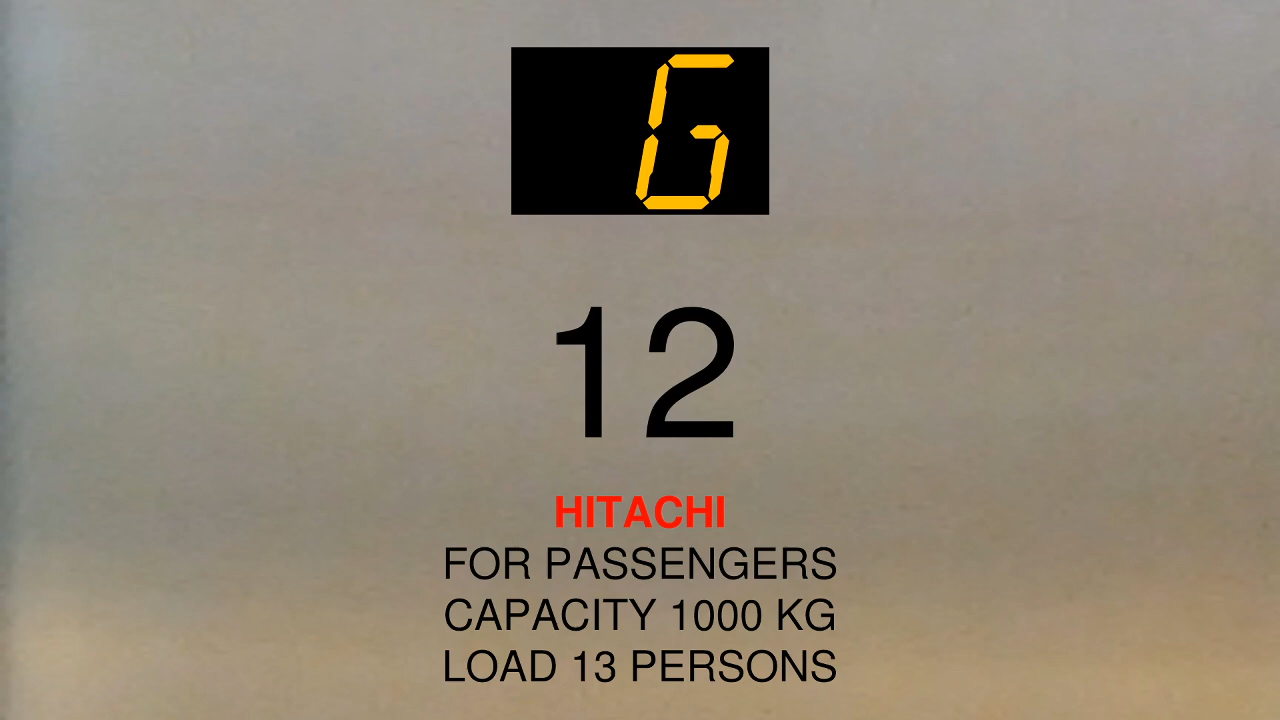 G
12
HITACHI
FOR PASSENGERS
CAPACITY 1000 KG
LOAD 13 PERSONS